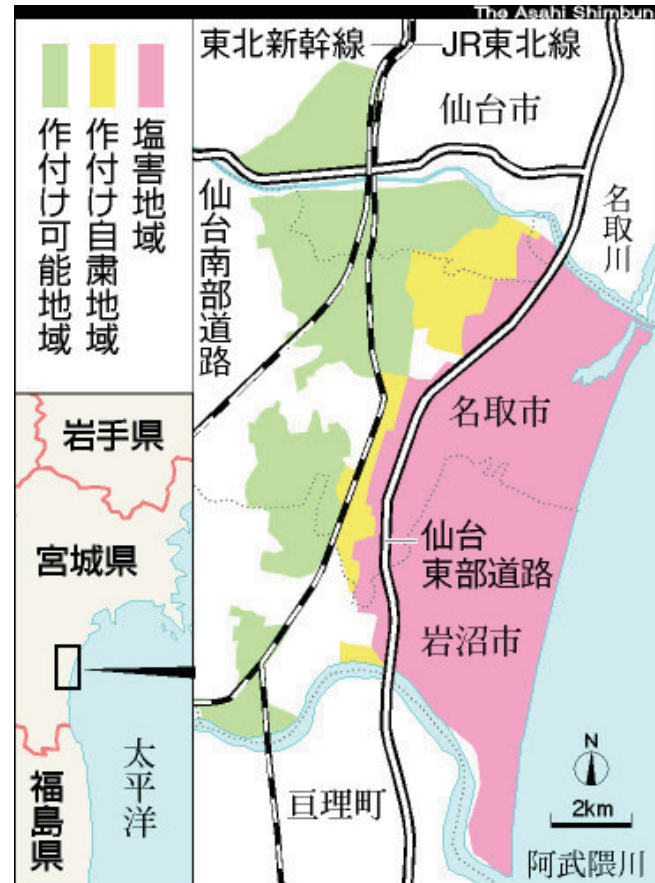 The Asahi Shimbun
塩害地域
作付け自粛地域
作付け可能地域
東北新幹線
JR東北線
仙台市
名取川
仙台南部道路
名取市
仙台
東部道路
岩沼市
亘理町
阿武隈川
N
2km
岩手県
宮城県
福島県
太平洋